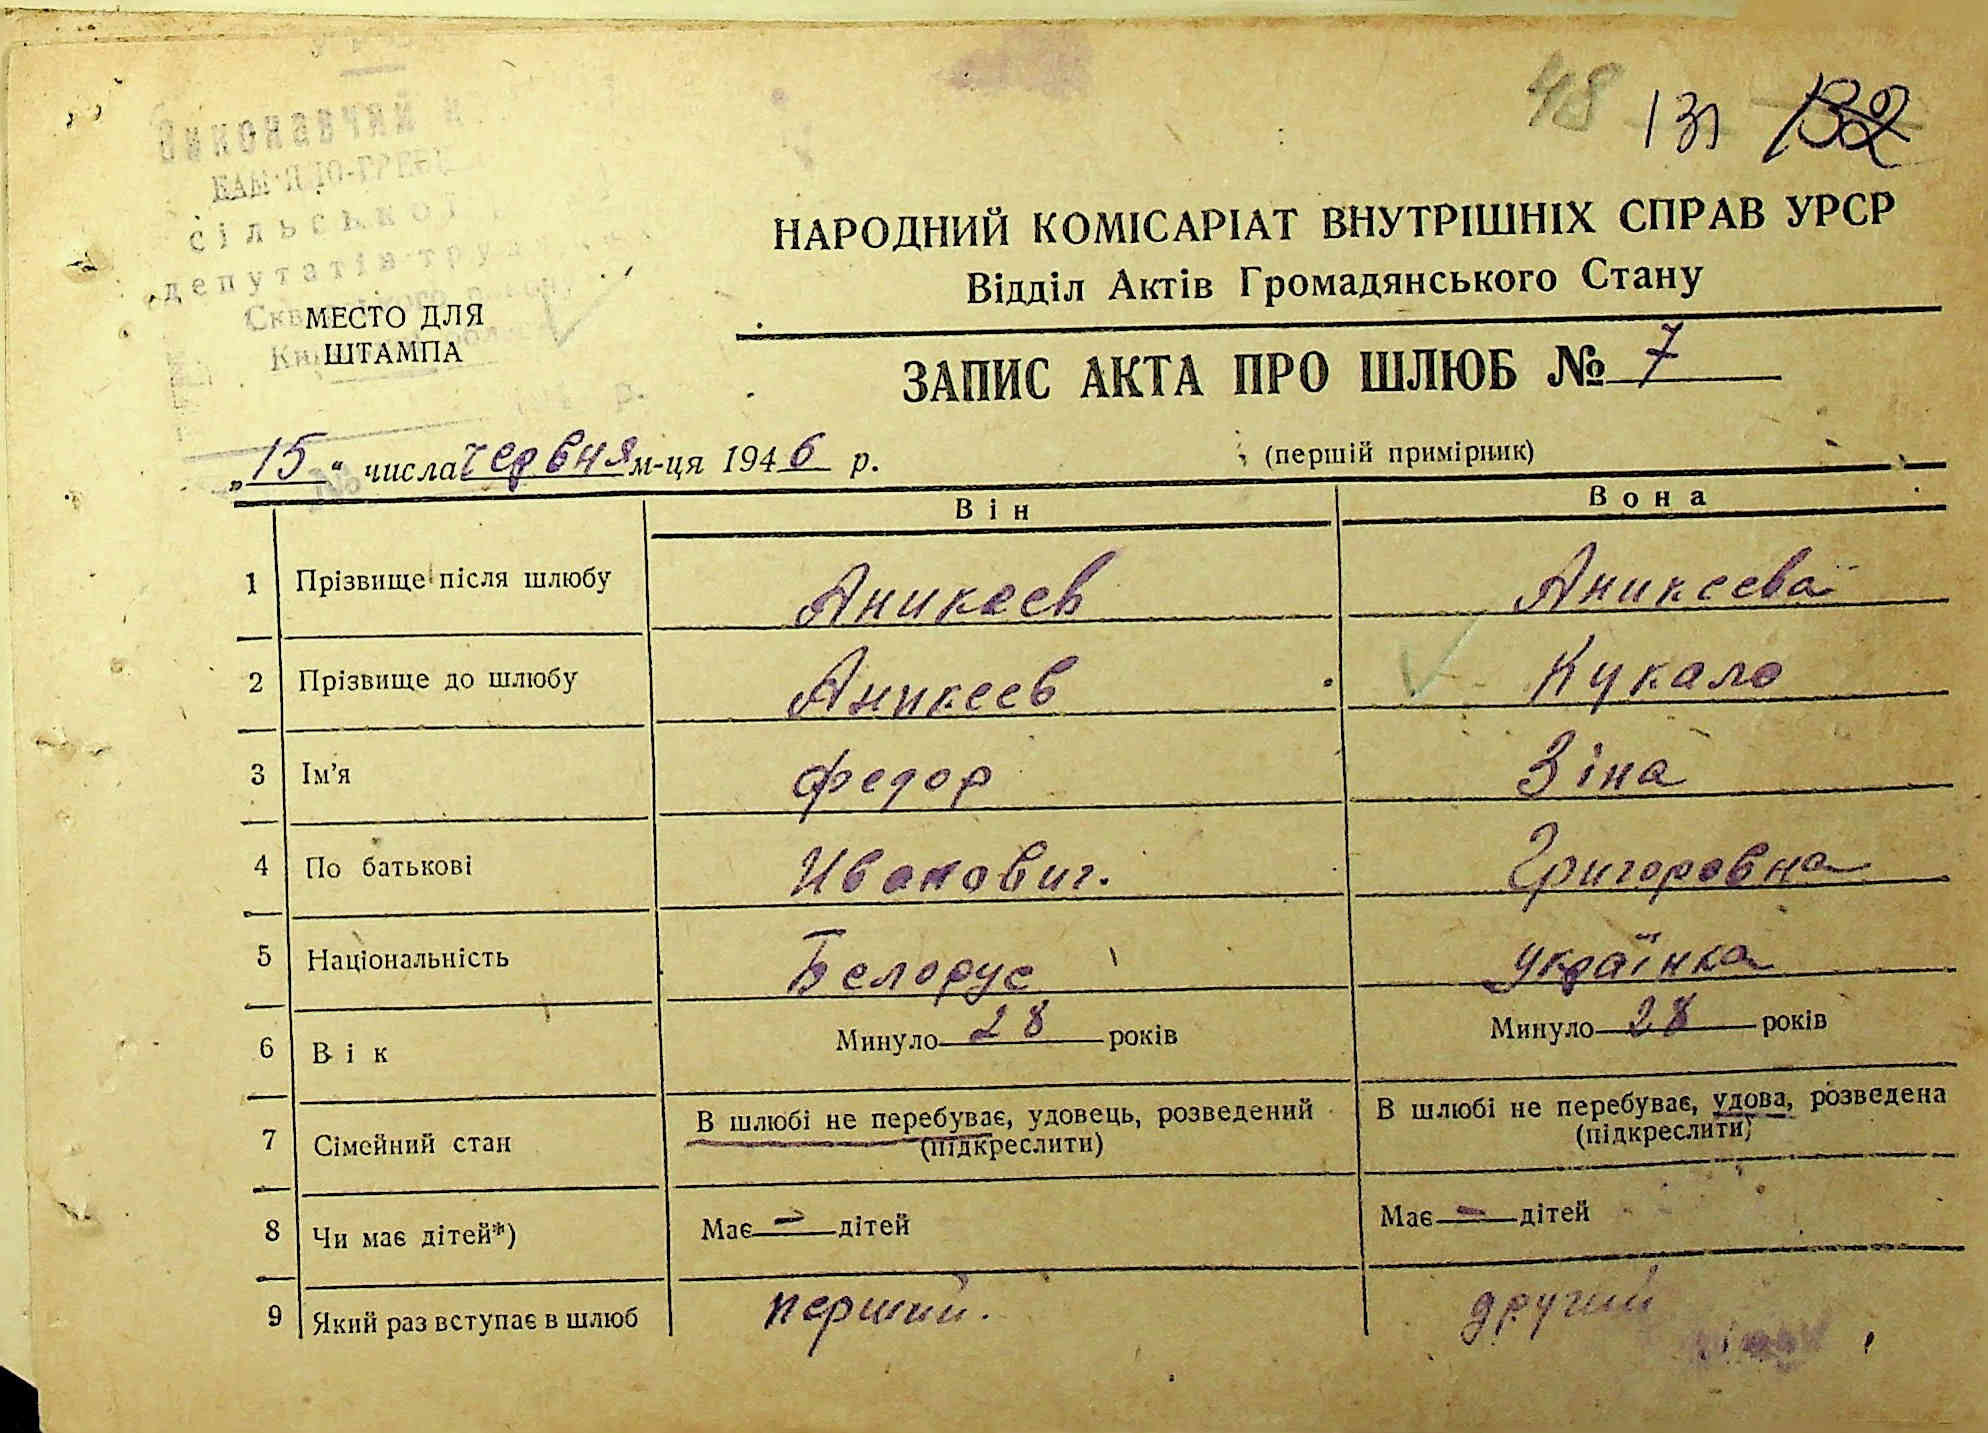 48 131 132
Виконавчий
КАМ'Я
сільської
депутатів
МЕСТО ДЛЯ
ШТАМПА
НАРОДНИЙ КОМІСАРІАТ ВНУТРІШНІХ СПРАВ УРСР
Відділ Актів Громадянського Стану
ЗАПИС АКТА ПРО ШЛЮБ № 7
„15“ числа червня м-ця 1946 р.
(першій примірник)
Він Вона
1 Прізвище після шлюбу Аникеев Аникеева
2 Прізвище до шлюбу Аникеев Кукало
3 Ім'я Федор Зіна
4 По батькові Иванович. Григоровна
5 Національність Белорус українка
6 Вік Минуло 28 років Минуло 28 років
7 Сімейний стан В шлюбі не перебуває, удовець, розведений В шлюбі не перебуває, удова, розведена
(підкреслити) (підкреслити)
8 Чи має дітей*) Має — дітей Має — дітей
9 Який раз вступає в шлюб перший. другий